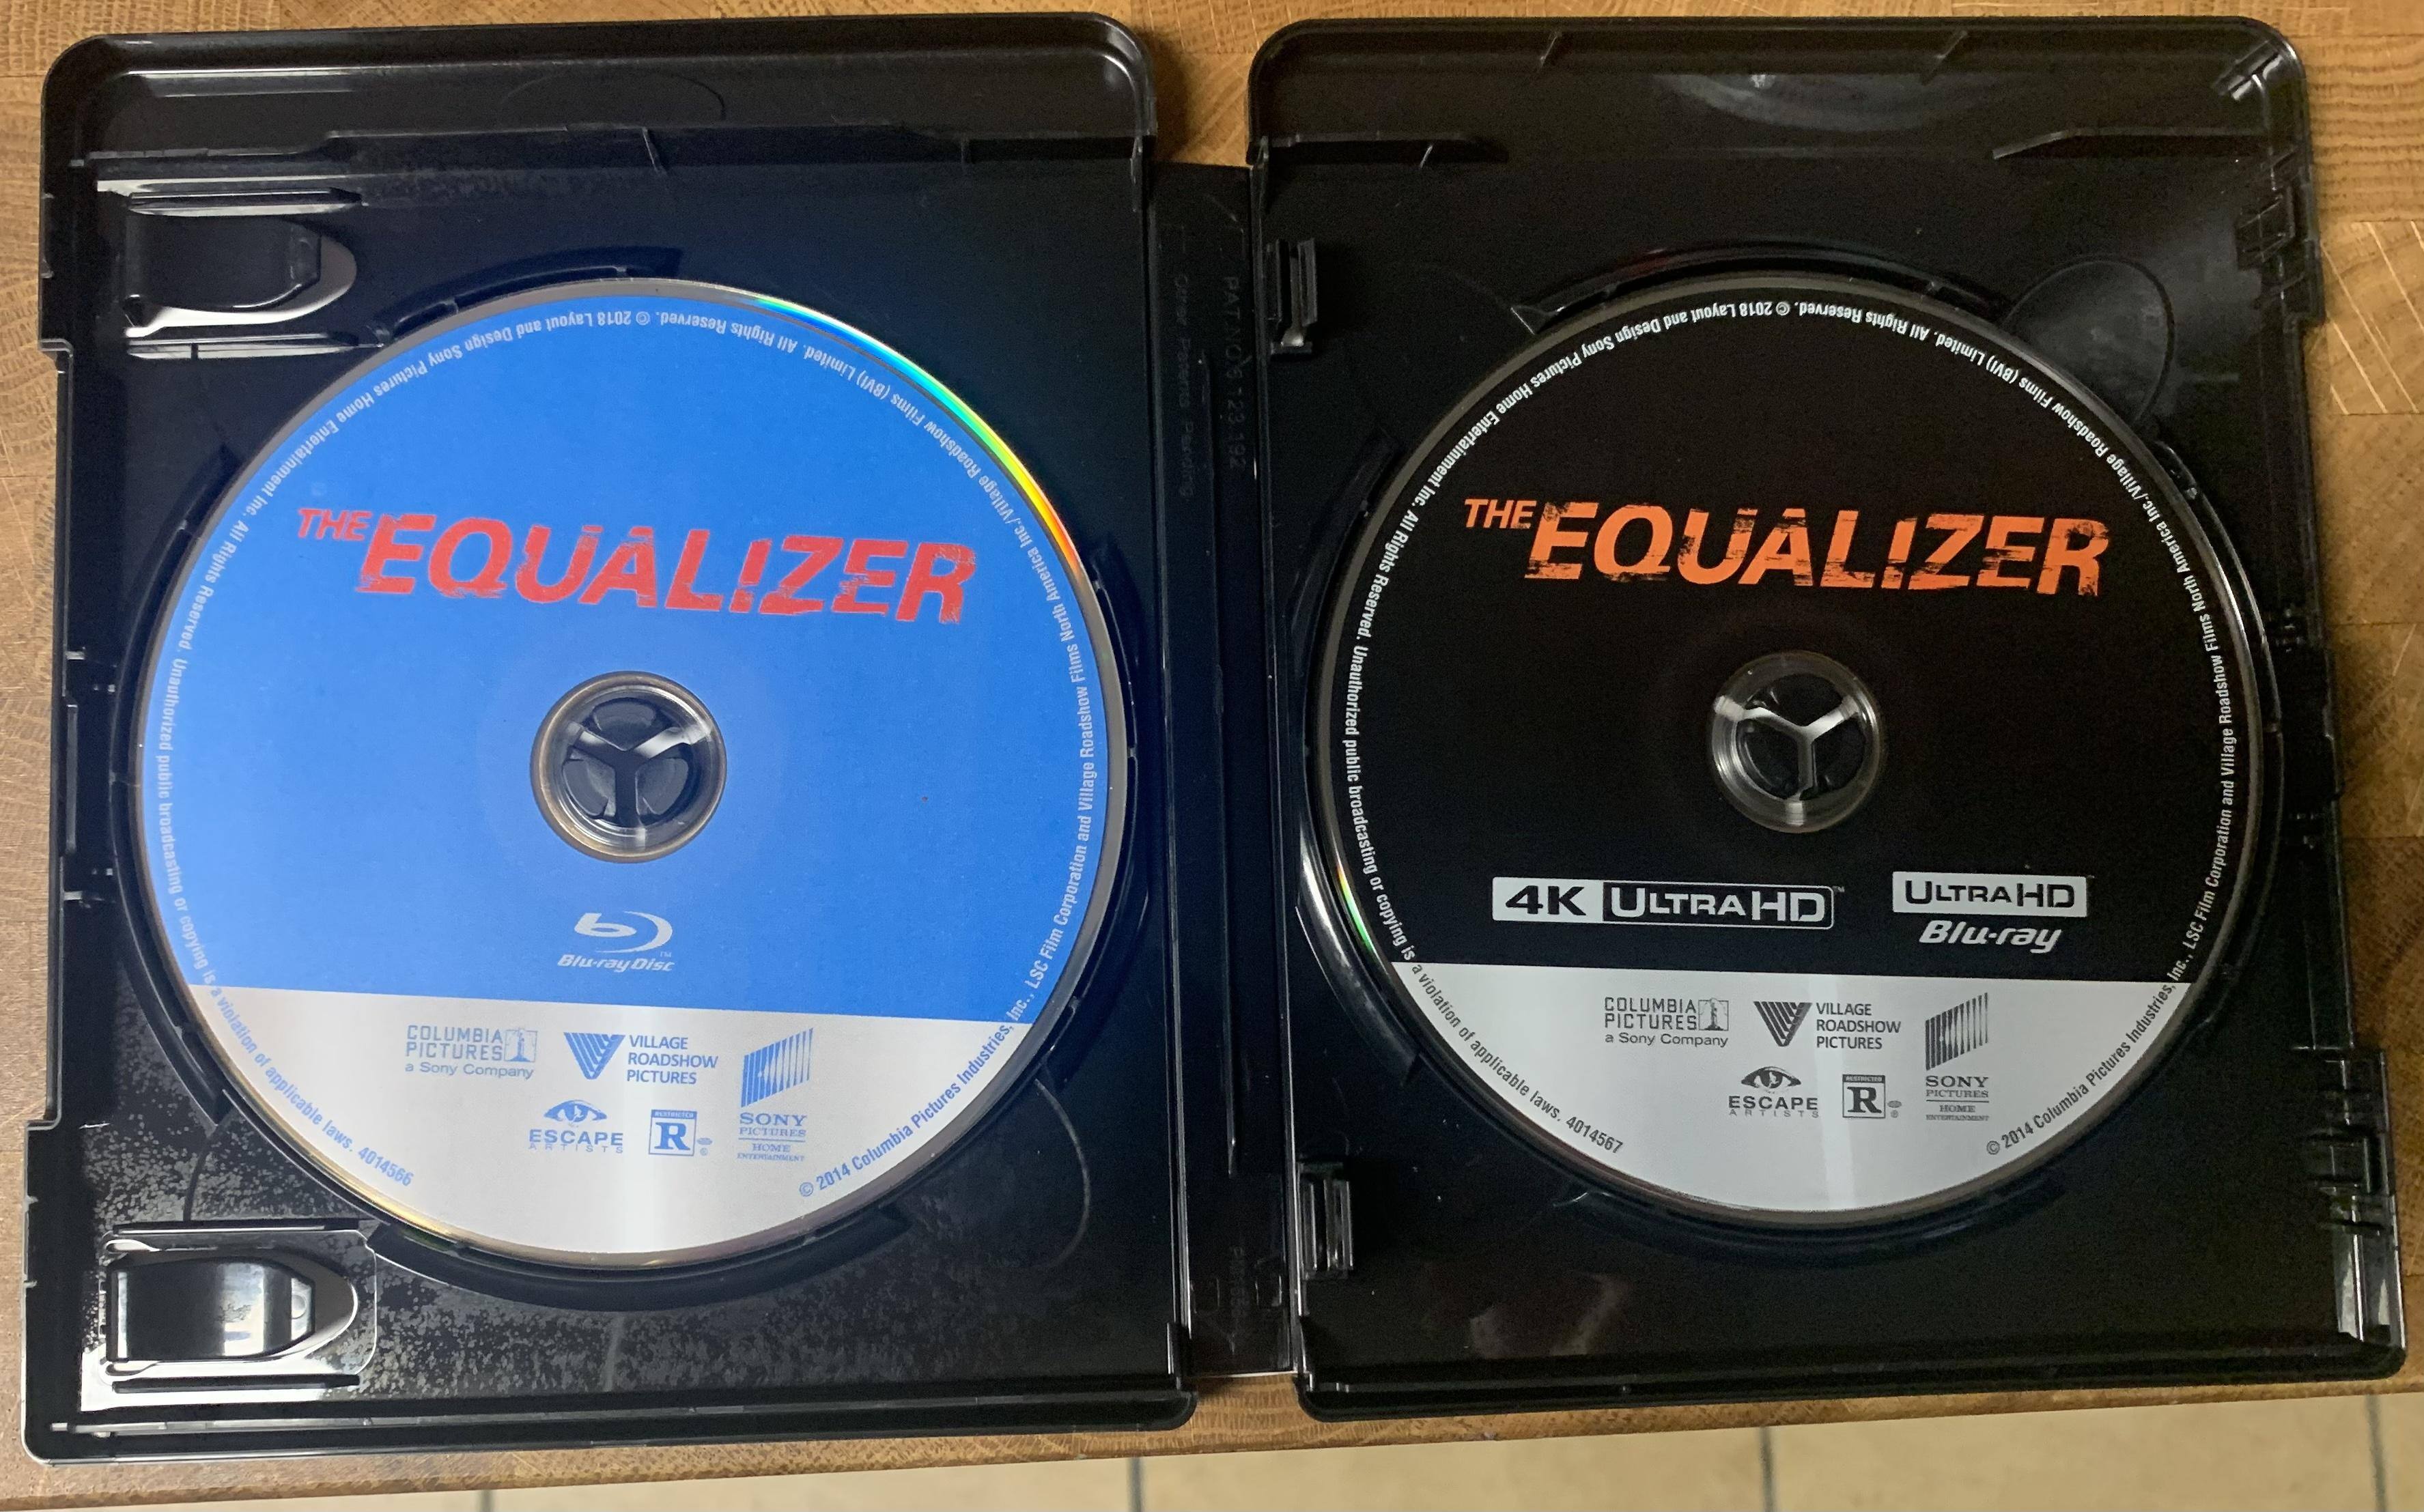 THE EQUALIZER
Blu-ray Disc™
COLUMBIA
PICTURES
a Sony Company
VILLAGE
ROADSHOW
PICTURES
SONY
PICTURES
HOME
ENTERTAINMENT
ESCAPE
ARTISTS
RESTRICTED
R ®
© 2014 Columbia Pictures Industries, Inc., LSC Film Corporation and Village Roadshow Films North America Inc./Village Roadshow Films (BVI) Limited. All Rights Reserved. © 2018 Layout and Design Sony Pictures Home Entertainment Inc. All Rights Reserved. Unauthorized public broadcasting or copying is a violation of applicable laws. 4014566
Other Patents Pending
THE EQUALIZER
4K ULTRA HD™
ULTRA HD
Blu-ray
COLUMBIA
PICTURES
a Sony Company
VILLAGE
ROADSHOW
PICTURES
SONY
PICTURES
HOME
ENTERTAINMENT
ESCAPE
ARTISTS
RESTRICTED
R ®
© 2014 Columbia Pictures Industries, Inc., LSC Film Corporation and Village Roadshow Films North America Inc./Village Roadshow Films (BVI) Limited. All Rights Reserved. © 2018 Layout and Design Sony Pictures Home Entertainment Inc. All Rights Reserved. Unauthorized public broadcasting or copying is a violation of applicable laws. 4014567